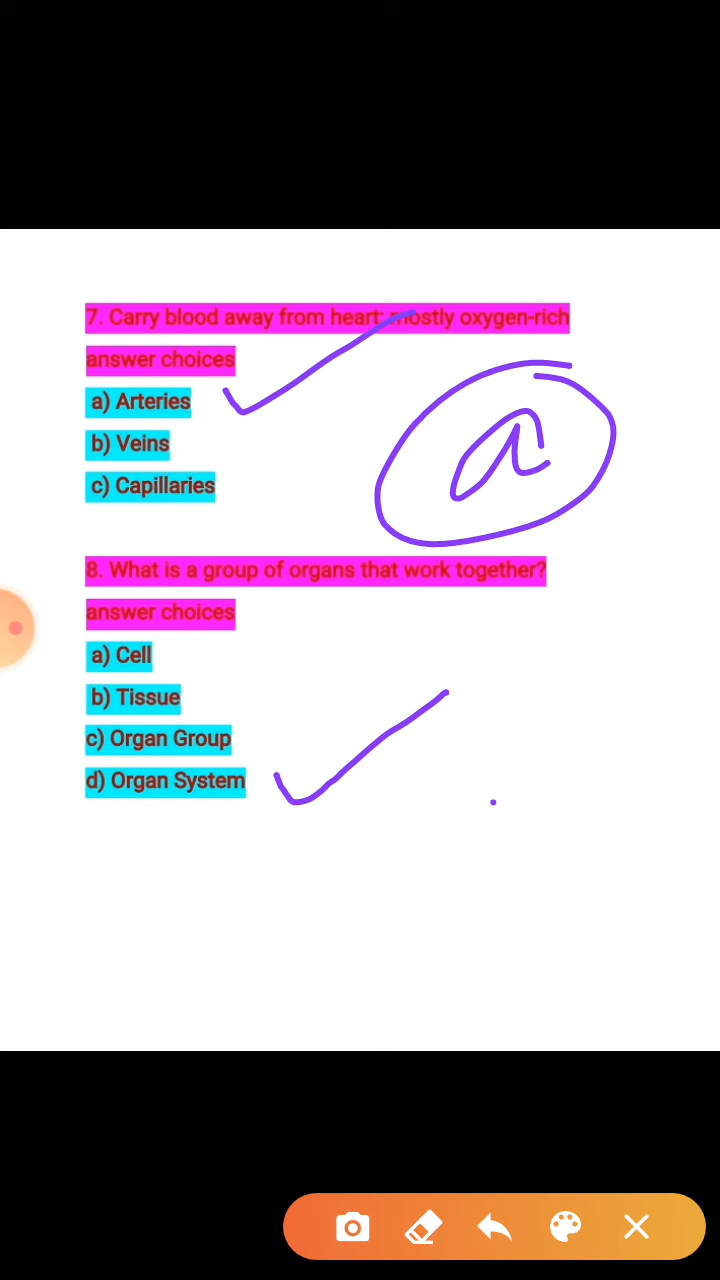 7. Carry blood away from heart; mostly oxygen-rich
answer choices
a) Arteries
b) Veins
c) Capillaries
a
8. What is a group of organs that work together?
answer choices
a) Cell
b) Tissue
c) Organ Group
d) Organ System